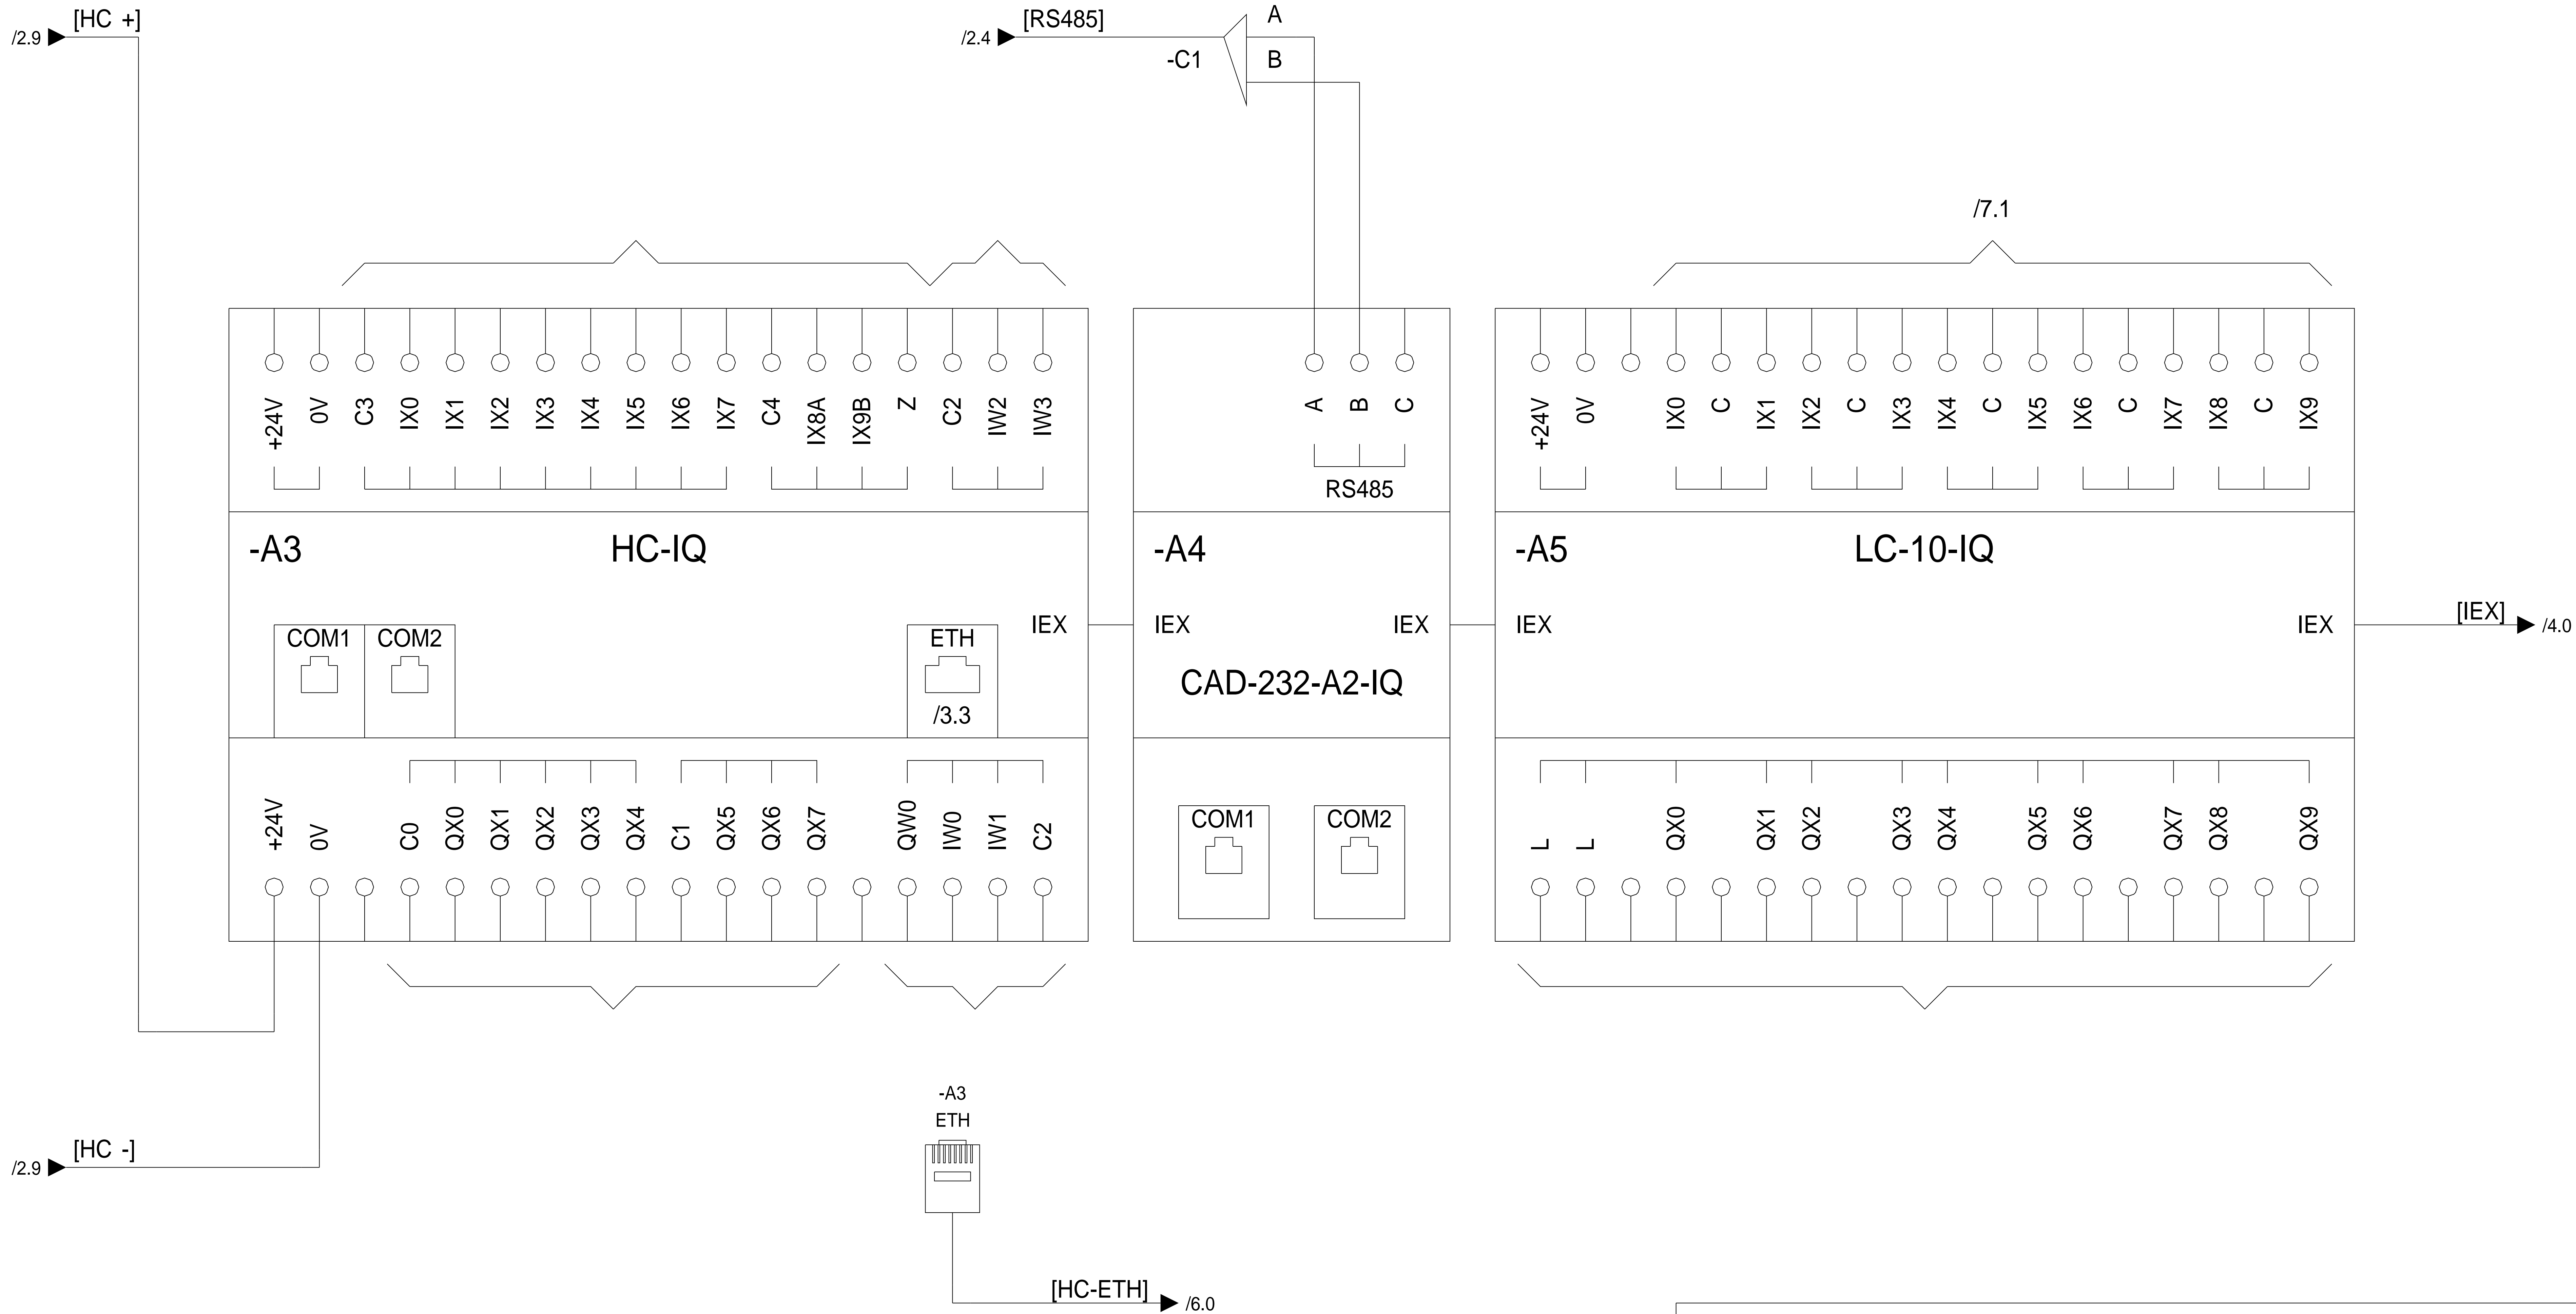 [HC +]
/2.9
[RS485]
/2.4
-C1
A
B
/7.1
+24V 0V C3 IX0 IX1 IX2 IX3 IX4 IX5 IX6 IX7 C4 IX8A IX9B Z C2 IW2 IW3
A B C
RS485
+24V 0V IX0 C IX1 IX2 C IX3 IX4 C IX5 IX6 C IX7 IX8 C IX9
-A3 HC-IQ
-A4
-A5 LC-10-IQ
COM1 COM2 ETH IEX
/3.3
IEX IEX
CAD-232-A2-IQ
IEX IEX
[IEX]
/4.0
+24V 0V C0 QX0 QX1 QX2 QX3 QX4 C1 QX5 QX6 QX7 QW0 IW0 IW1 C2
COM1 COM2
L L QX0 QX1 QX2 QX3 QX4 QX5 QX6 QX7 QX8 QX9
-A3
ETH
[HC -]
/2.9
[HC-ETH]
/6.0